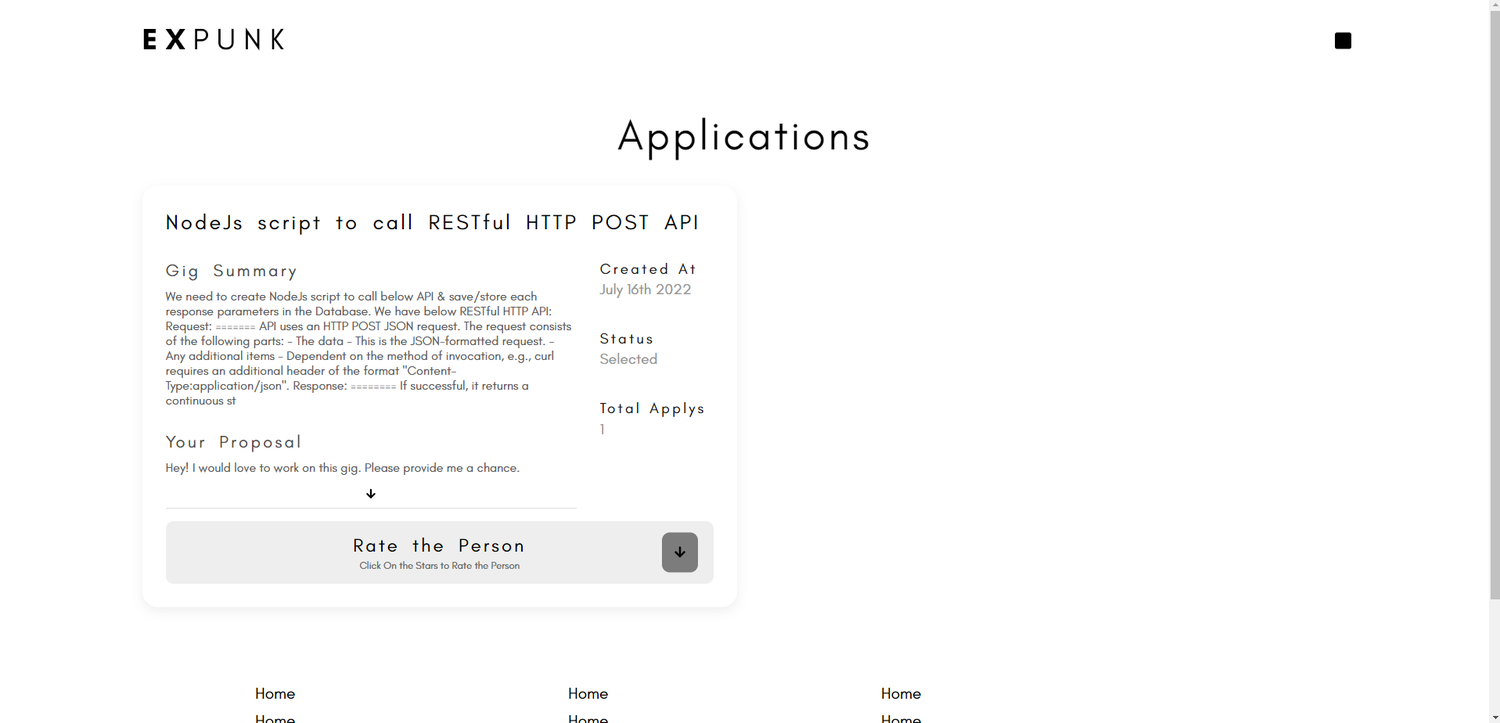 EXPUNK
Applications
NodeJs script to call RESTful HTTP POST API
Gig Summary
We need to create NodeJs script to call below API & save/store each
response parameters in the Database. We have below RESTful HTTP API:
Request: ======= API uses an HTTP POST JSON request. The request consists
of the following parts: - The data - This is the JSON-formatted request. -
Any additional items - Dependent on the method of invocation, e.g., curl
requires an additional header of the format "Content-
Type:application/json". Response: ======== If successful, it returns a
continuous st
Your Proposal
Hey! I would love to work on this gig. Please provide me a chance.
Created At
July 16th 2022
Status
Selected
Total Applys
1
Rate the Person
Click On the Stars to Rate the Person
Home Home Home
Home Home Home